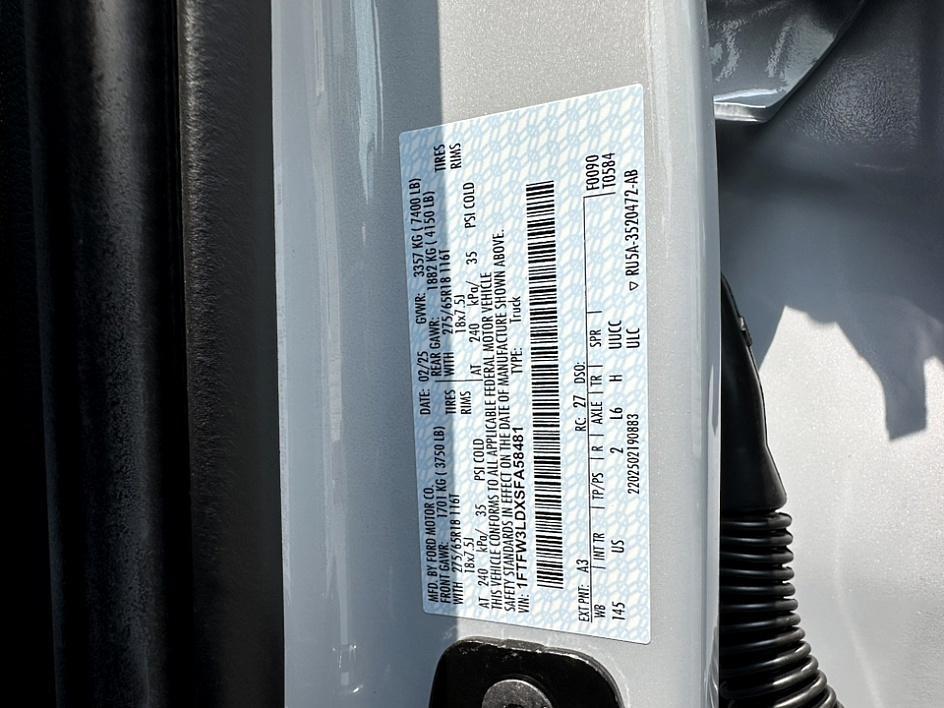 MFD. BY FORD MOTOR CO. DATE: 02/25 GVWR: 3357 KG ( 7400 LB)
FRONT GAWR: 1701 KG ( 3750 LB) REAR GAWR: 1882 KG ( 4150 LB)
WITH 275/65R18 116T TIRES WITH 275/65R18 116T TIRES
18x7.5J RIMS 18x7.5J RIMS
AT 240 kPa/ 35 PSI COLD AT 240 kPa/ 35 PSI COLD
THIS VEHICLE CONFORMS TO ALL APPLICABLE FEDERAL MOTOR VEHICLE
SAFETY STANDARDS IN EFFECT ON THE DATE OF MANUFACTURE SHOWN ABOVE.
VIN: 1FTFW3LDXSFA58481 TYPE: Truck
EXT PNT: A3 RC: 27 DSO: F0090
WB INT TR TP/PS R AXLE TR SPR T0584
145 US 2 L6 H UUCC
ULC
2202502190883 ▽ RU5A-3520472-AB